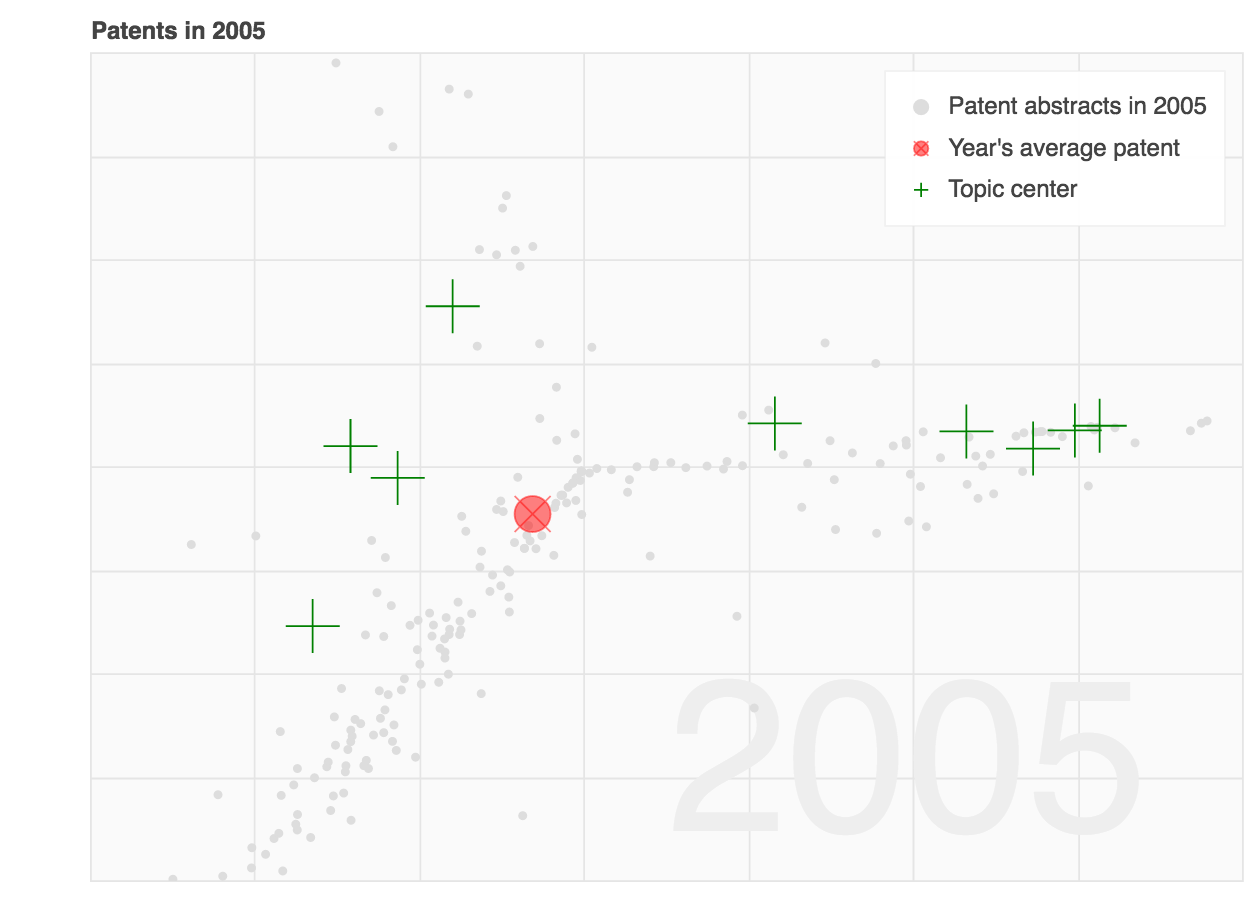 Patents in 2005
Patent abstracts in 2005
Year's average patent
Topic center
2005